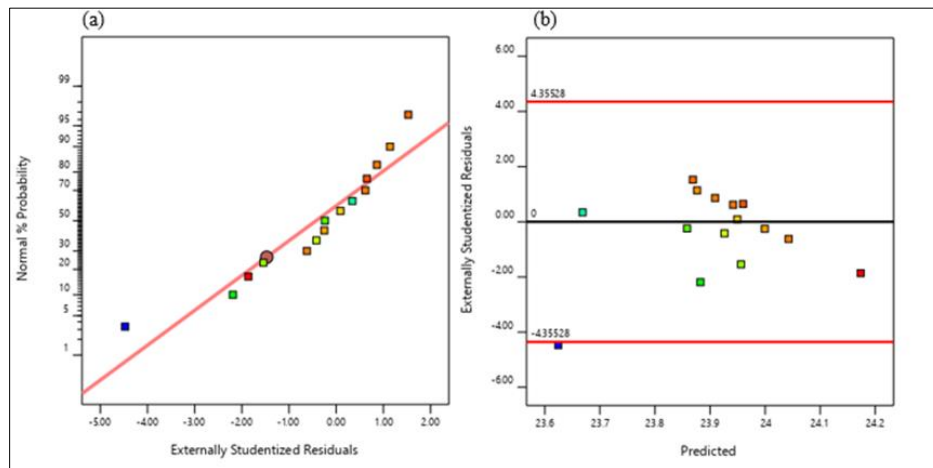 (a)
99
95
90
80
70
50
30
20
10
5
1
Normal % Probability
-5.00 -4.00 -3.00 -2.00 -1.00 0.00 1.00 2.00
Externally Studentized Residuals
(b)
6.00
4.00
2.00
0.00
-2.00
-4.00
-6.00
Externally Studentized Residuals
4.35528
0
-4.35528
23.6 23.7 23.8 23.9 24 24.1 24.2
Predicted